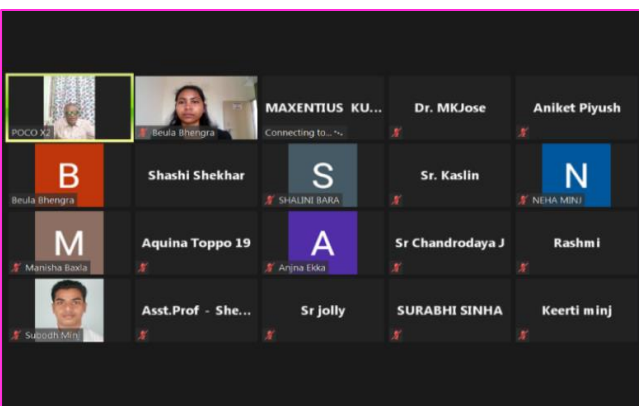 POCO X2
Beula Bhengra
MAXENTIUS KU...
Connecting to...
Dr. MKJose
Aniket Piyush
B
Beula Bhengra
Shashi Shekhar
S
SHALINI BARA
Sr. Kaslin
N
NEHA MINJ
M
Manisha Baxla
Aquina Toppo 19
A
Anjna Ekka
Sr Chandrodaya J
Rashmi
Subodh Minj
Asst.Prof - She...
Sr jolly
SURABHI SINHA
Keerti minj